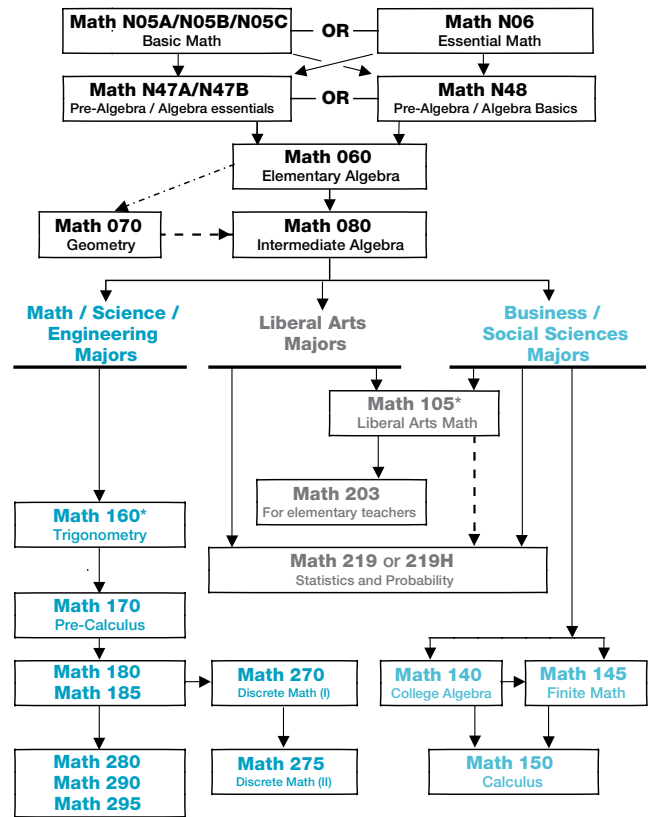 Math N05A/N05B/N05C
Basic Math
OR
Math N06
Essential Math
Math N47A/N47B
Pre-Algebra / Algebra essentials
OR
Math N48
Pre-Algebra / Algebra Basics
Math 060
Elementary Algebra
Math 070
Geometry
Math 080
Intermediate Algebra
Math / Science /
Engineering
Majors
Liberal Arts
Majors
Business /
Social Sciences
Majors
Math 105*
Liberal Arts Math
Math 203
For elementary teachers
Math 160*
Trigonometry
Math 219 or 219H
Statistics and Probability
Math 170
Pre-Calculus
Math 180
Math 185
Math 270
Discrete Math (I)
Math 140
College Algebra
Math 145
Finite Math
Math 280
Math 290
Math 295
Math 275
Discrete Math (II)
Math 150
Calculus